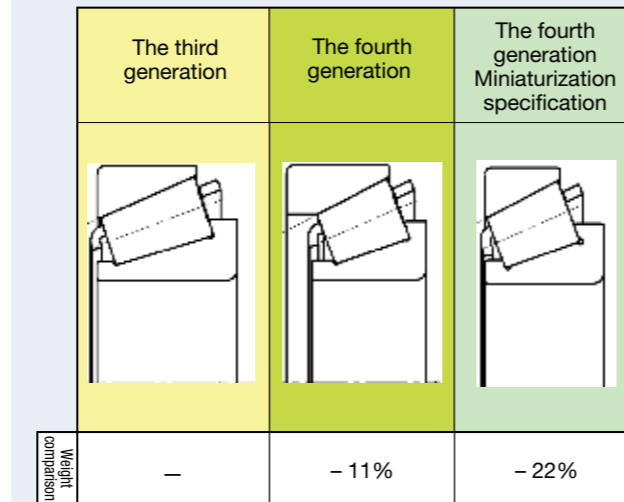 The third
generation
The fourth
generation
The fourth
generation
Miniaturization
specification
Weight
comparison
—
– 11%
– 22%